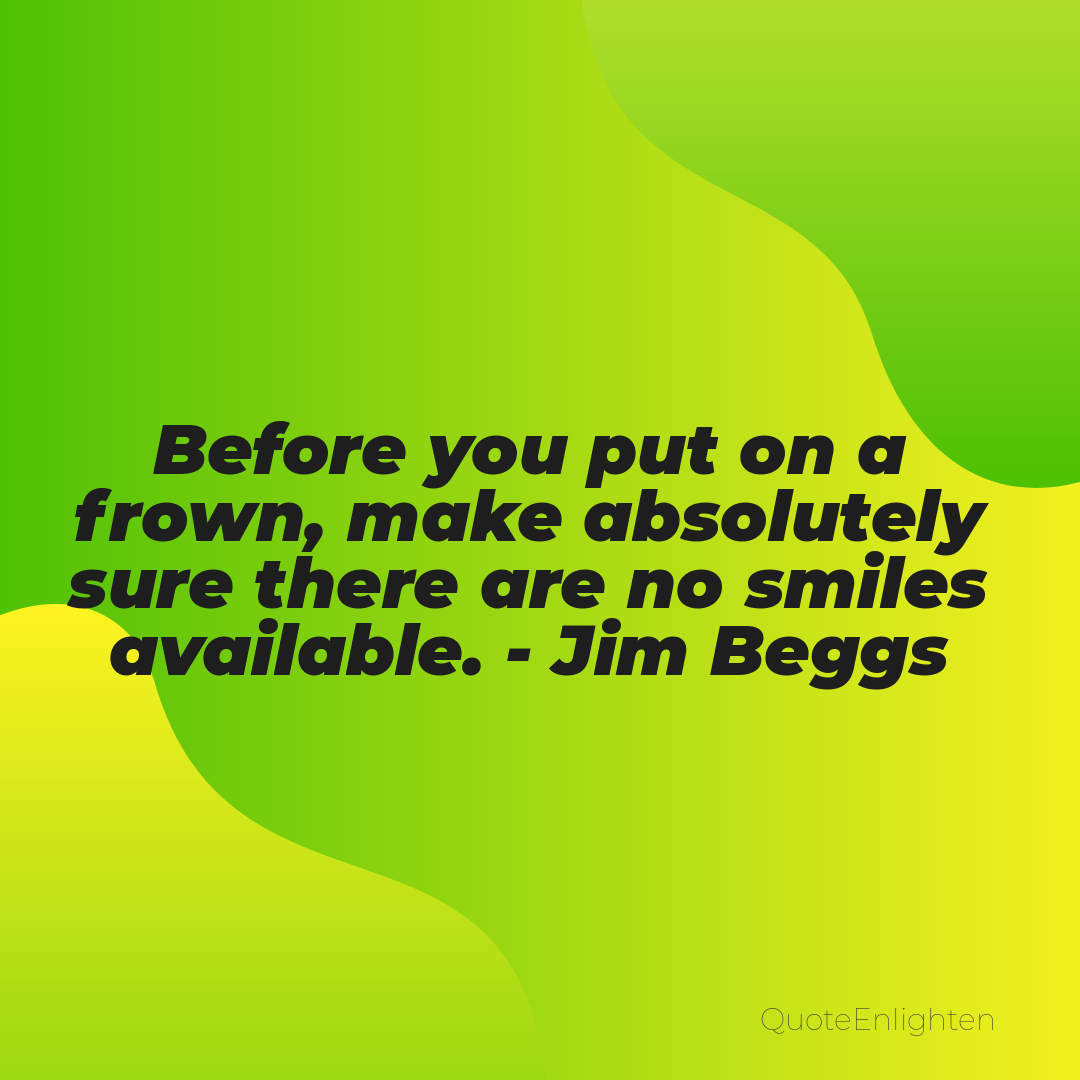 Before you put on a
frown, make absolutely
sure there are no smiles
available. - Jim Beggs
QuoteEnlighten